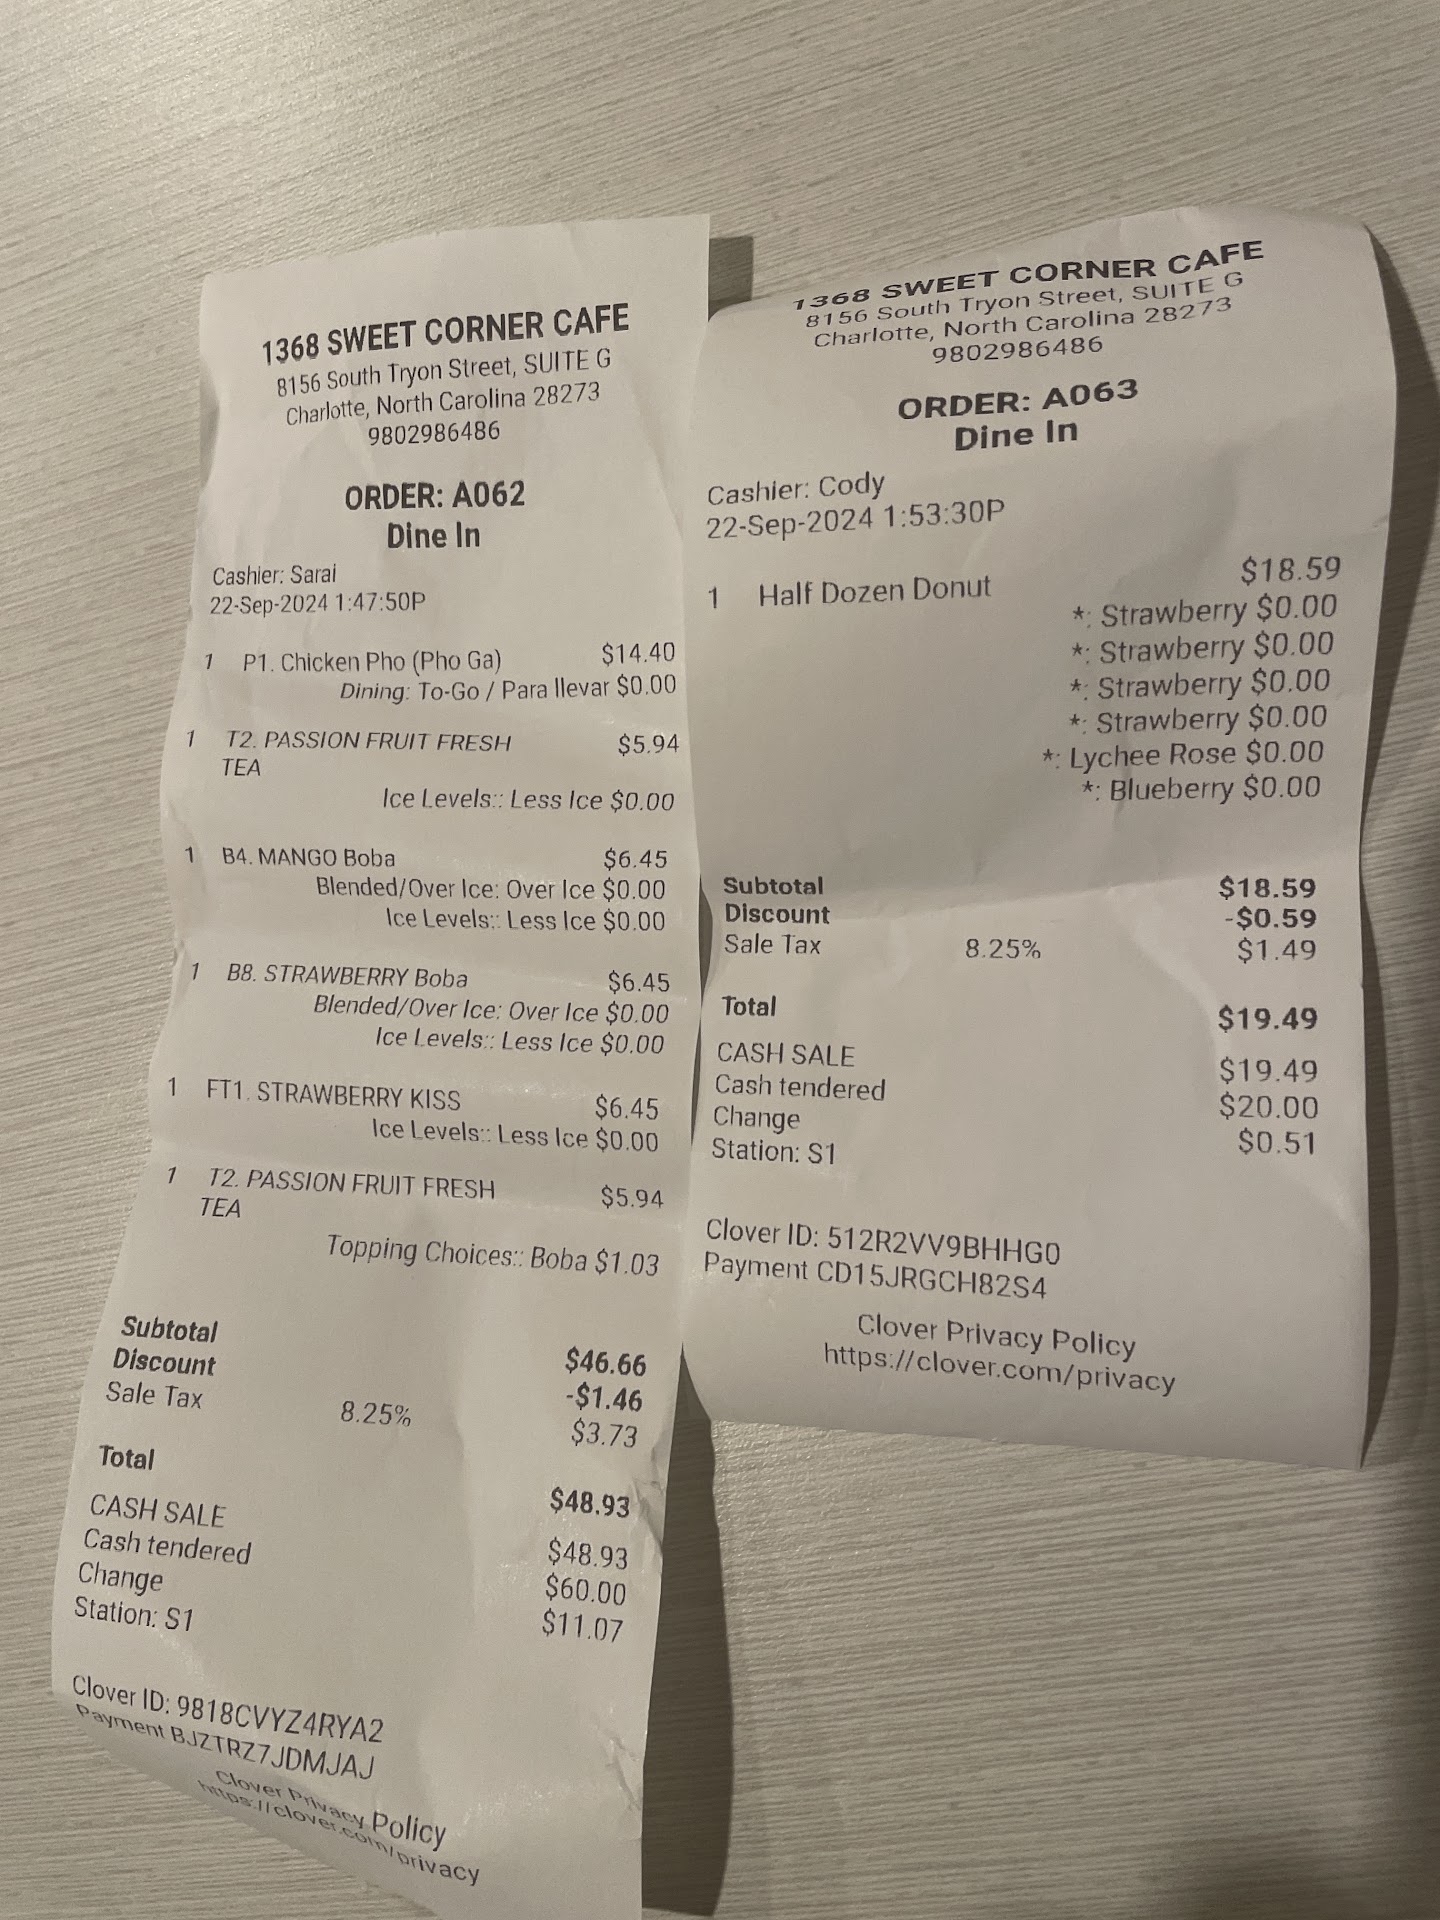 1368 SWEET CORNER CAFE
8156 South Tryon Street, SUITE G
Charlotte, North Carolina 28273
9802986486
ORDER: A062
Dine In
Cashier: Sarai
22-Sep-2024 1:47:50P
1 P1. Chicken Pho (Pho Ga) $14.40
Dining: To-Go / Para llevar $0.00
1 T2. PASSION FRUIT FRESH $5.94
TEA
Ice Levels:: Less Ice $0.00
1 B4. MANGO Boba $6.45
Blended/Over Ice: Over Ice $0.00
Ice Levels:: Less Ice $0.00
1 B8. STRAWBERRY Boba $6.45
Blended/Over Ice: Over Ice $0.00
Ice Levels:: Less Ice $0.00
1 FT1. STRAWBERRY KISS $6.45
Ice Levels:: Less Ice $0.00
1 T2. PASSION FRUIT FRESH $5.94
TEA
Topping Choices:: Boba $1.03
Subtotal $46.66
Discount -$1.46
Sale Tax 8.25% $3.73
Total $48.93
CASH SALE $48.93
Cash tendered $60.00
Change $11.07
Station: S1
Clover ID: 9818CVYZ4RYA2
Payment BJZTRZ7JDMJAJ
Clover Privacy Policy
https://clover.com/privacy
1368 SWEET CORNER CAFE
8156 South Tryon Street, SUITE G
Charlotte, North Carolina 28273
9802986486
ORDER: A063
Dine In
Cashier: Cody
22-Sep-2024 1:53:30P
1 Half Dozen Donut $18.59
*: Strawberry $0.00
*: Strawberry $0.00
*: Strawberry $0.00
*: Strawberry $0.00
*: Lychee Rose $0.00
*: Blueberry $0.00
Subtotal $18.59
Discount -$0.59
Sale Tax 8.25% $1.49
Total $19.49
CASH SALE $19.49
Cash tendered $20.00
Change $0.51
Station: S1
Clover ID: 512R2VV9BHHG0
Payment CD15JRGCH82S4
Clover Privacy Policy
https://clover.com/privacy